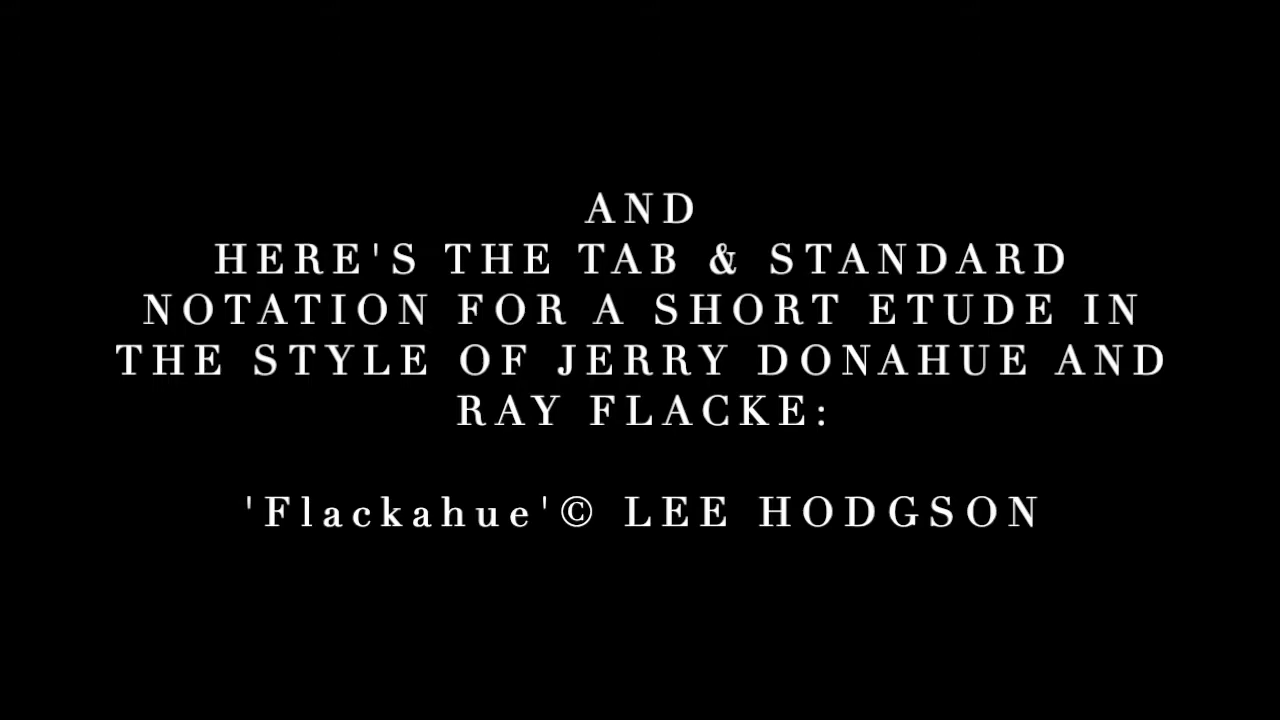 AND
HERE'S THE TAB & STANDARD
NOTATION FOR A SHORT ETUDE IN
THE STYLE OF JERRY DONAHUE AND
RAY FLACKE:
'Flackahue'© LEE HODGSON